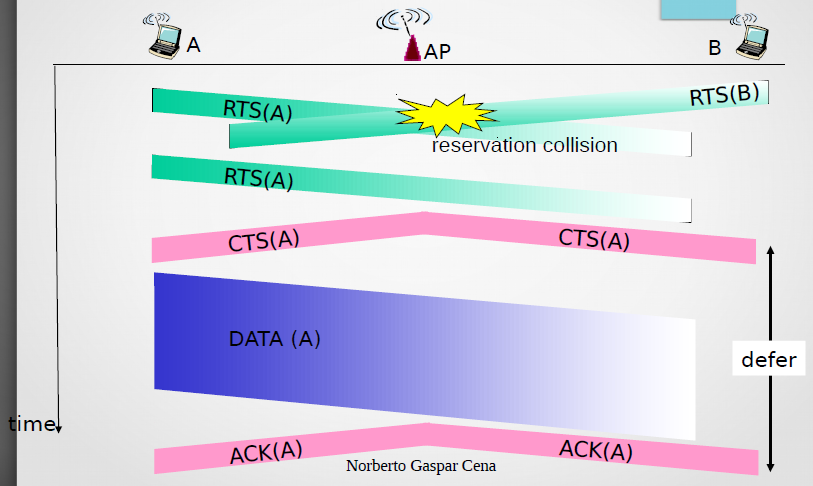 A
AP
B
RTS(A)
RTS(B)
reservation collision
RTS(A)
CTS(A)
CTS(A)
DATA (A)
defer
time
ACK(A)
ACK(A)
Norberto Gaspar Cena